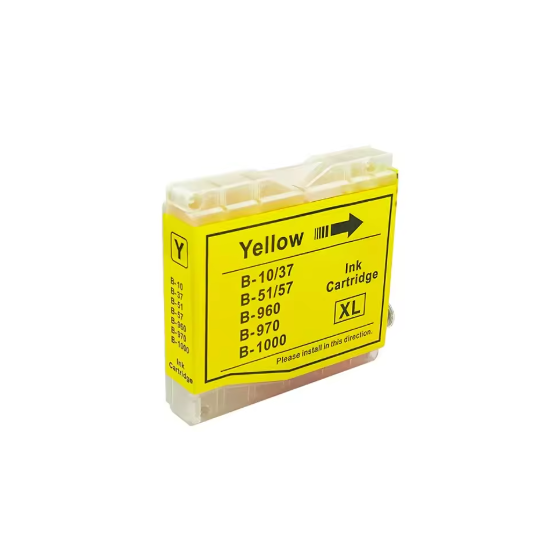 Y
B-10
B-37
B-51
B-57
B-960
B-970
B-1000
Ink
Cartridge
Yellow
B-10/37
B-51/57
B-960
B-970
B-1000
Ink
Cartridge
XL
Please install in this direction.